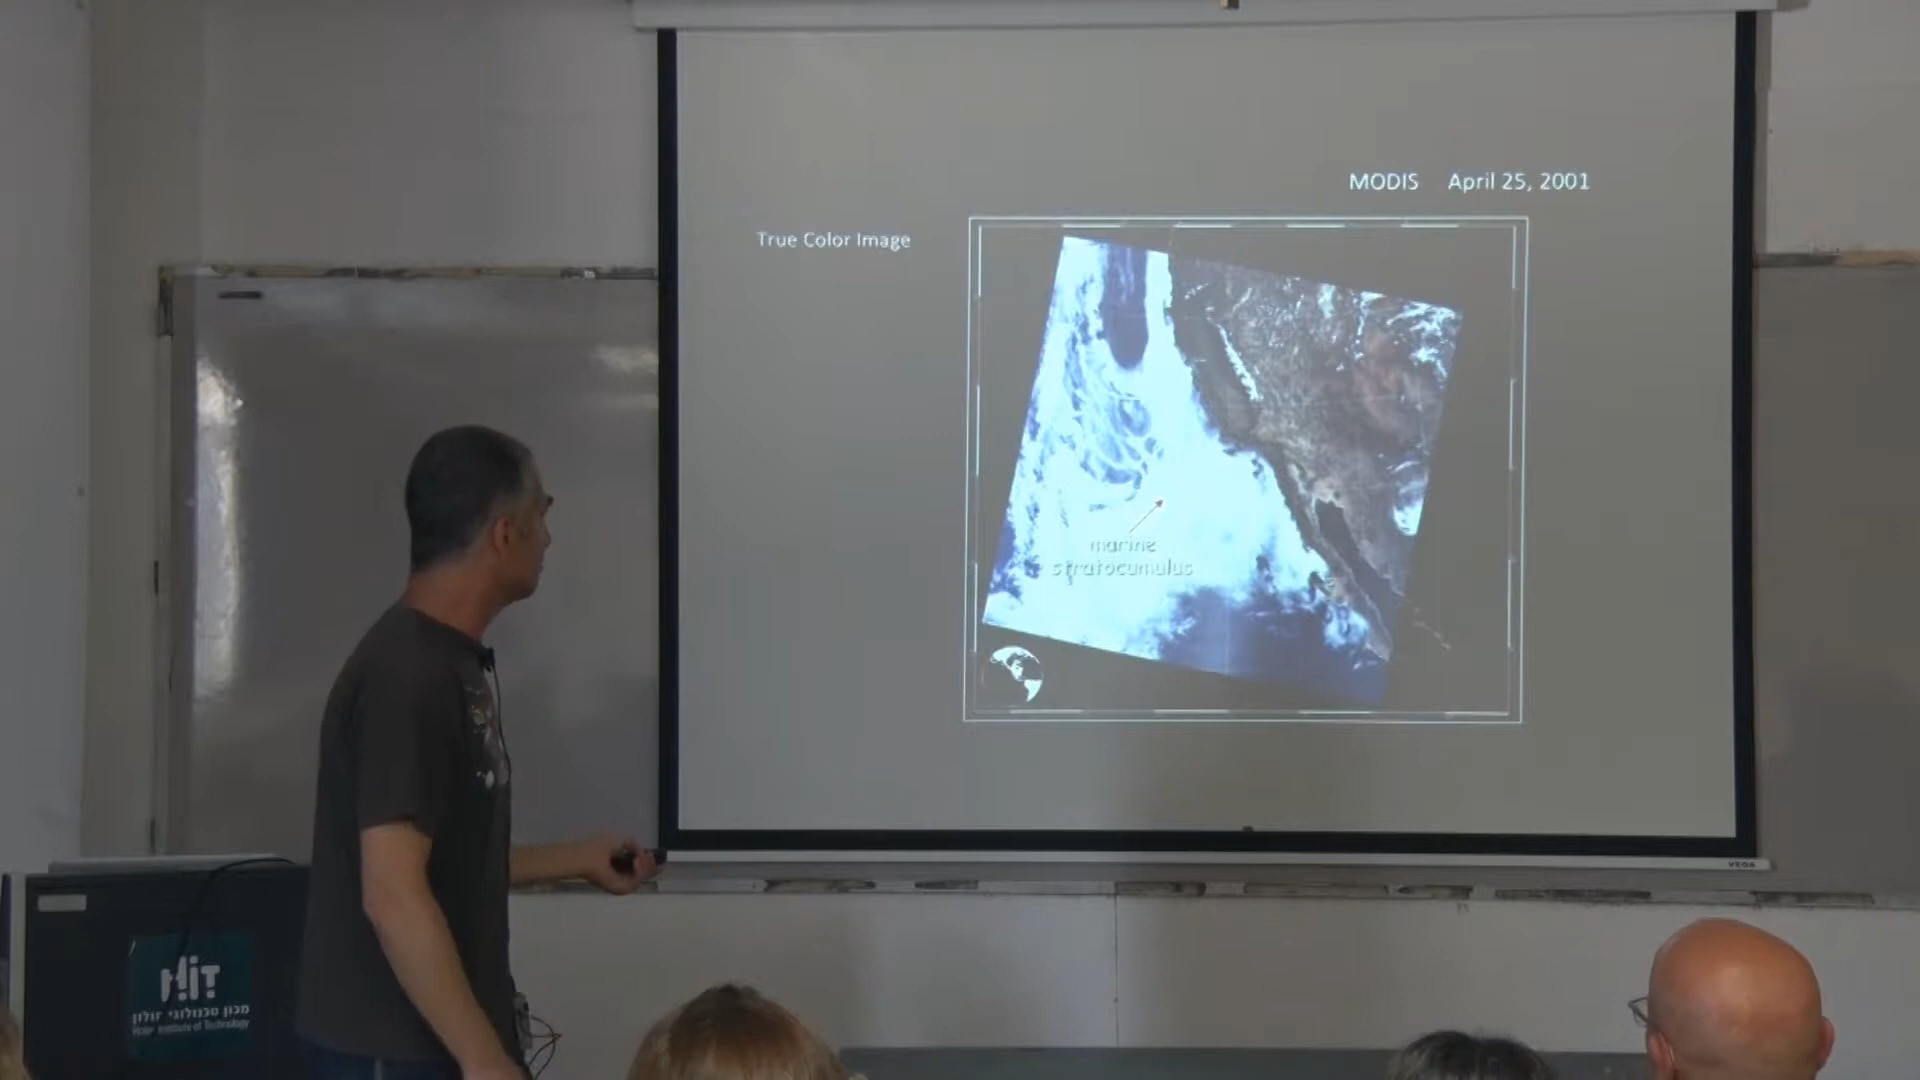 MODIS April 25, 2001
True Color Image
marine
stratocumulus
VEGA
HIT
מכון טכנולוגי חולון
Holon Institute of Technology